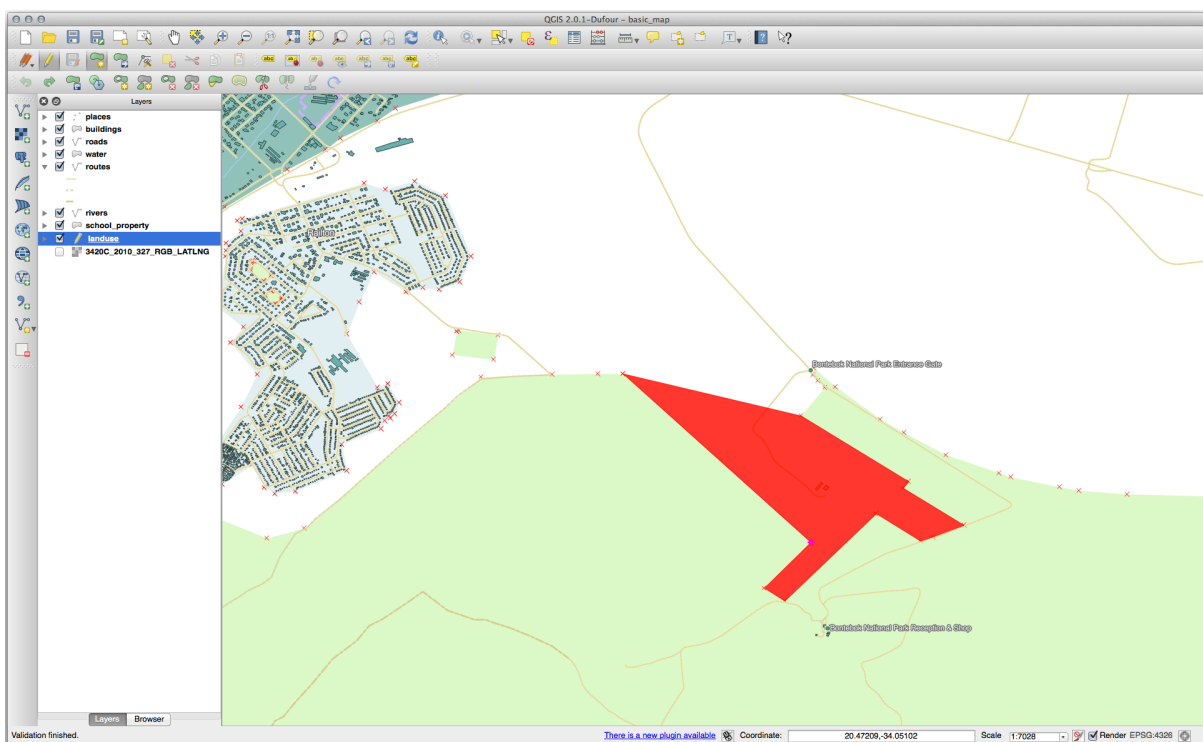 QGIS 2.0.1-Dufour - basic_map
Layers
places
buildings
roads
water
routes
rivers
school_property
landuse
3420C_2010_327_RGB_LATLNG
Railton
Bontebok National Park Entrance Gate
Bontebok National Park Reception & Shop
Layers
Browser
Validation finished.
There is a new plugin available
Coordinate:
20.47209,-34.05102
Scale
1:7028
Render
EPSG:4326